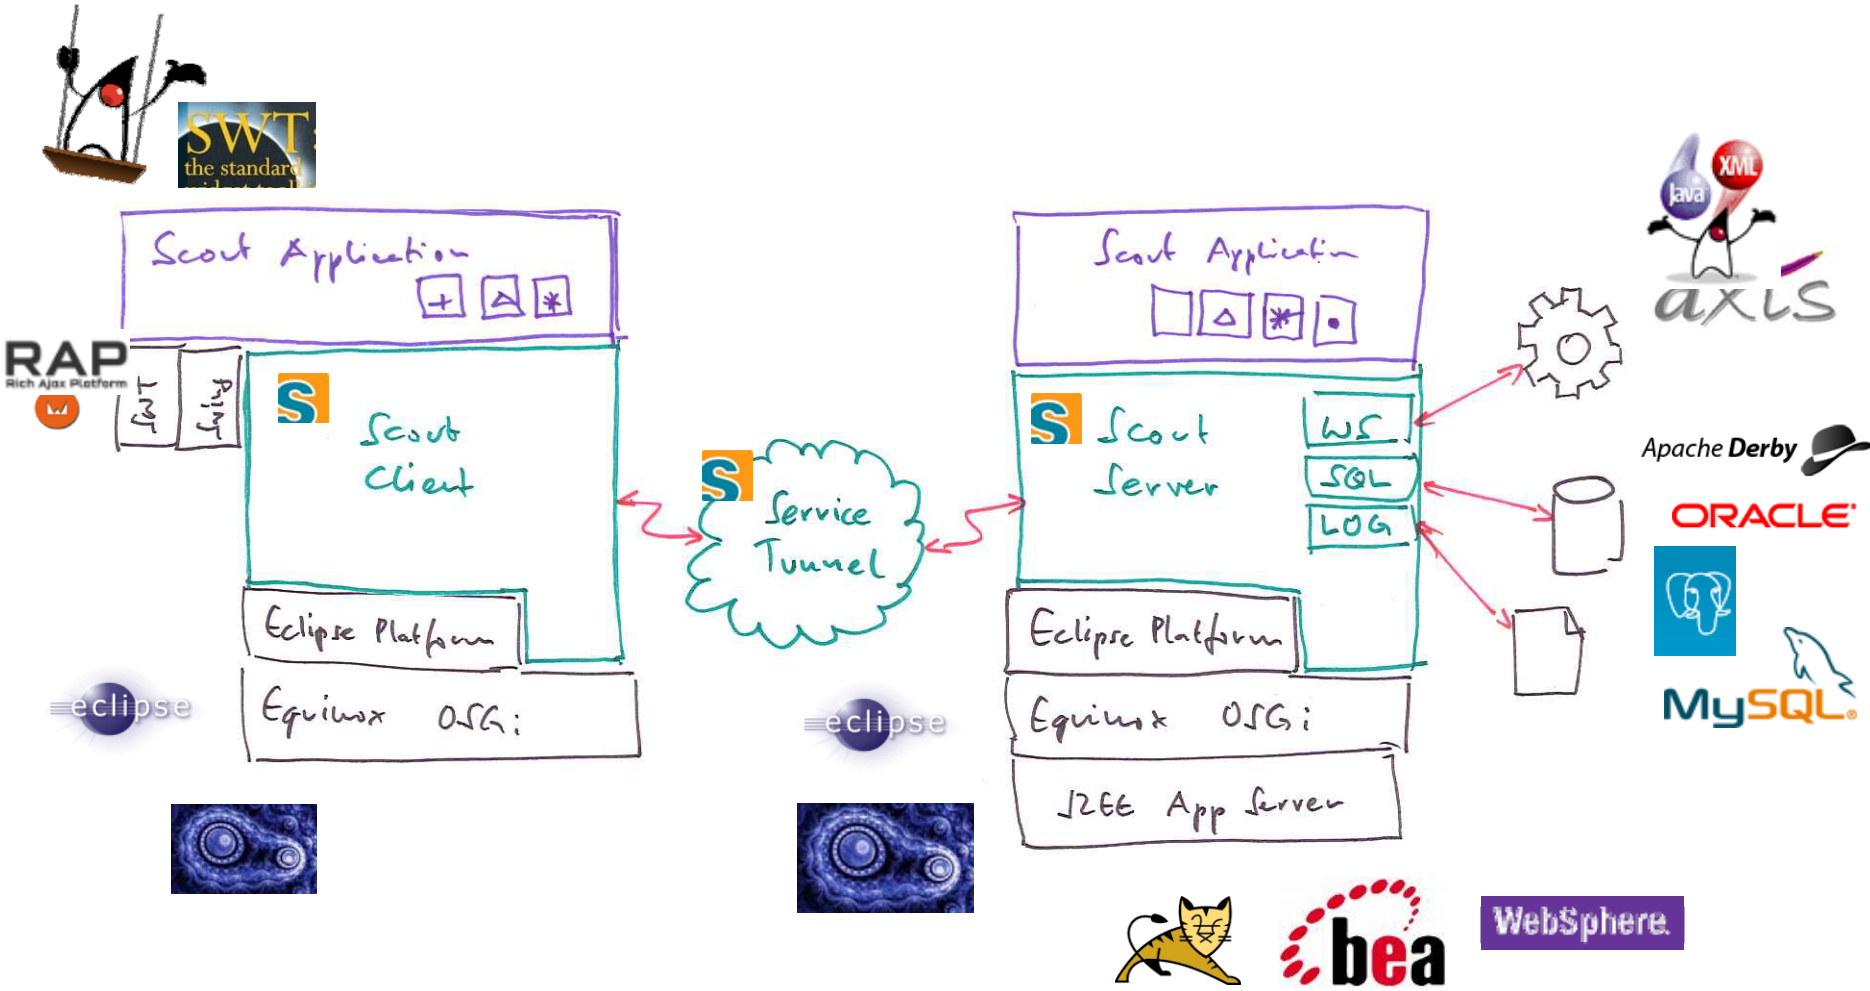 SWT:
the standard
Scout Application
RAP
Rich Ajax Platform
SWT
Swing
Scout
Client
Eclipse Platform
Equinox OSGi
eclipse
Service
Tunnel
Scout Application
Scout
Server
WS
SQL
LOG
Eclipse Platform
Equinox OSGi
J2EE App Server
eclipse
Java
XML
axis
Apache Derby
ORACLE
MySQL®
bea
WebSphere